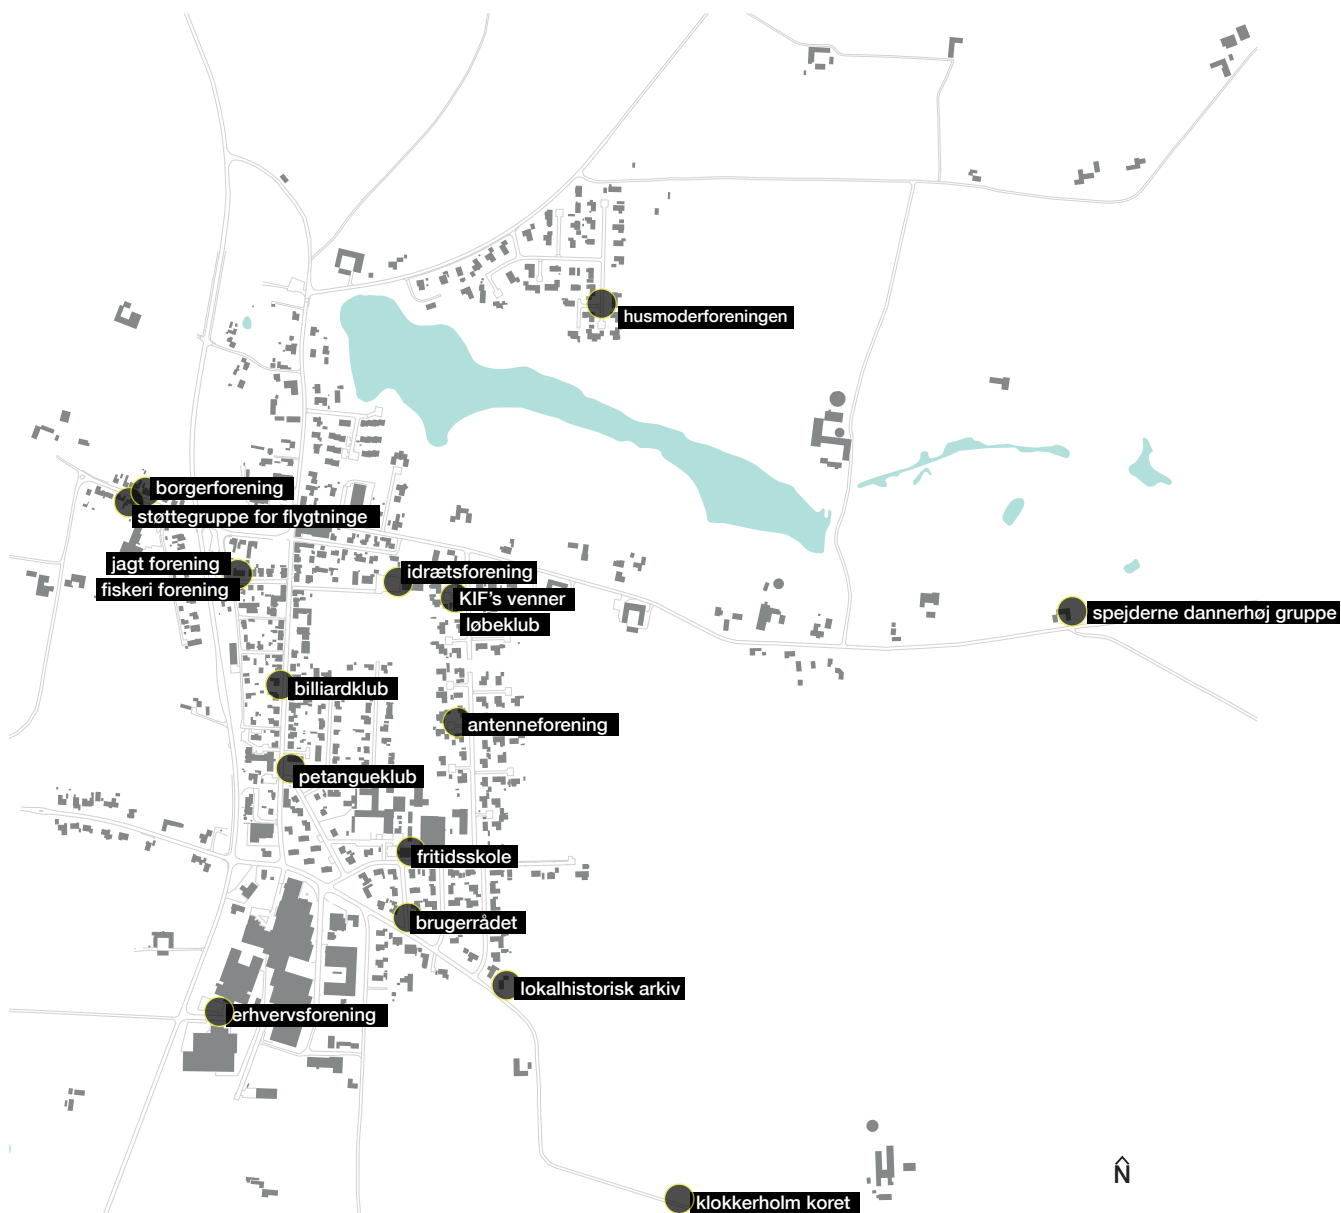 husmoderforeningen
borgerforening
støttegruppe for flygtninge
jagt forening
fiskeri forening
idrætsforening
KIF's venner
løbeklub
spejderne dannerhøj gruppe
billiardklub
antenneforening
petangueklub
fritidsskole
brugerrådet
lokalhistorisk arkiv
erhvervsforening
N
klokkerholm koret